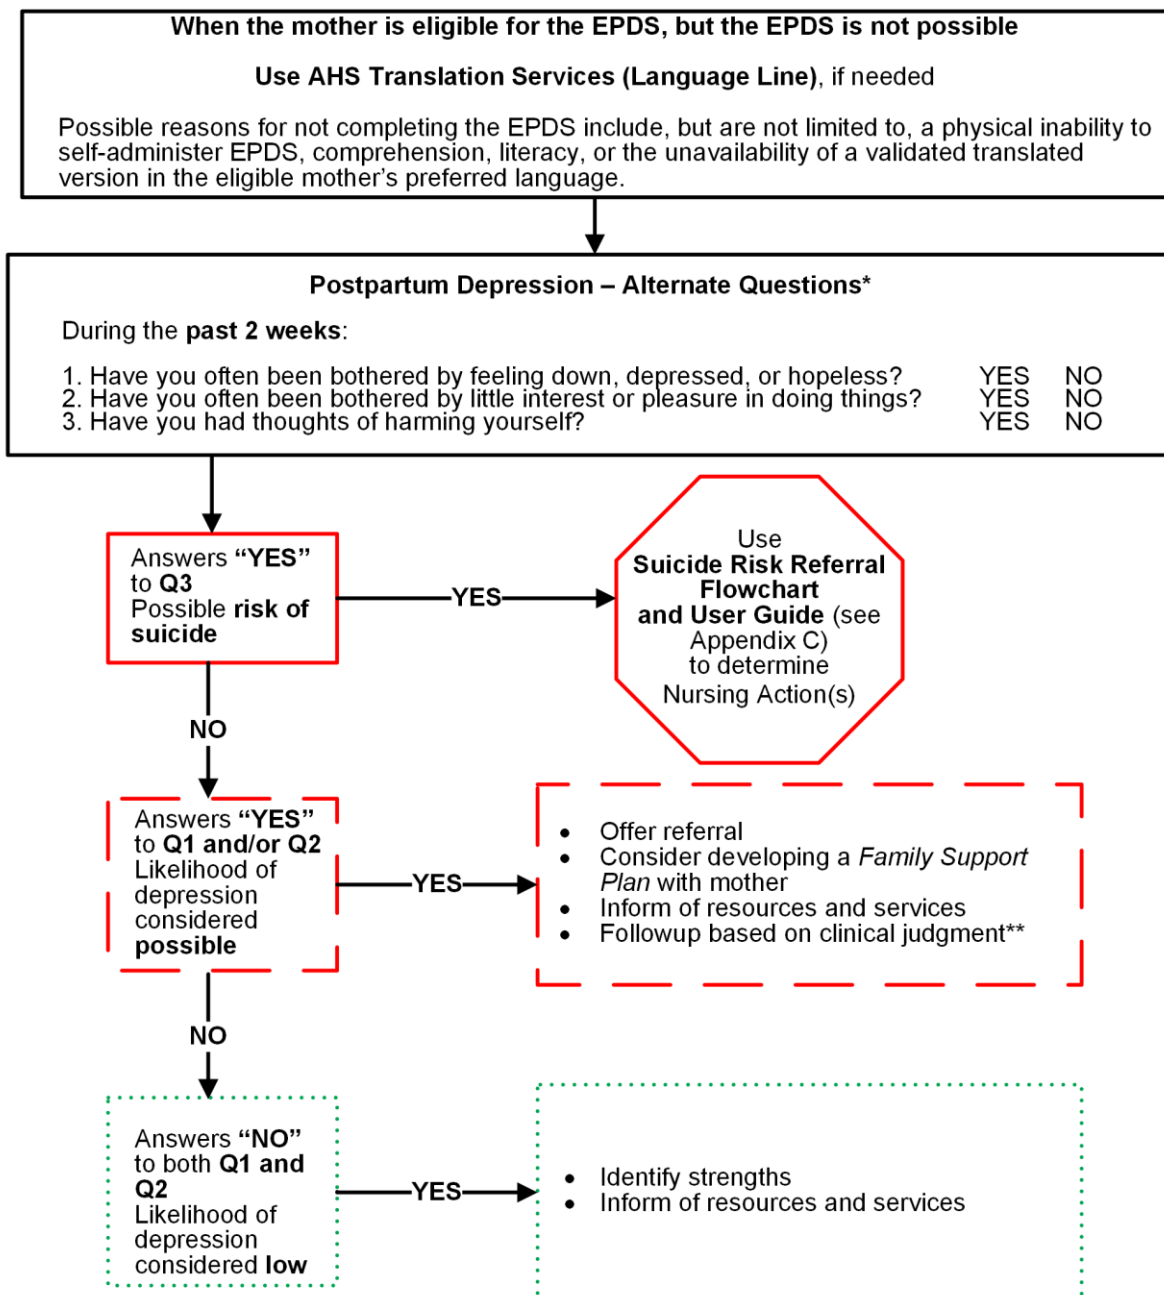 When the mother is eligible for the EPDS, but the EPDS is not possible
Use AHS Translation Services (Language Line), if needed
Possible reasons for not completing the EPDS include, but are not limited to, a physical inability to
self-administer EPDS, comprehension, literacy, or the unavailability of a validated translated
version in the eligible mother's preferred language.
Postpartum Depression – Alternate Questions*
During the past 2 weeks:
1. Have you often been bothered by feeling down, depressed, or hopeless? YES NO
2. Have you often been bothered by little interest or pleasure in doing things? YES NO
3. Have you had thoughts of harming yourself? YES NO
Answers “YES”
to Q3
Possible risk of
suicide
YES
Use
Suicide Risk Referral
Flowchart
and User Guide (see
Appendix C)
to determine
Nursing Action(s)
NO
Answers “YES”
to Q1 and/or Q2
Likelihood of
depression
considered
possible
YES
• Offer referral
• Consider developing a Family Support
Plan with mother
• Inform of resources and services
• Followup based on clinical judgment**
NO
Answers “NO”
to both Q1 and
Q2
Likelihood of
depression
considered low
YES
• Identify strengths
• Inform of resources and services